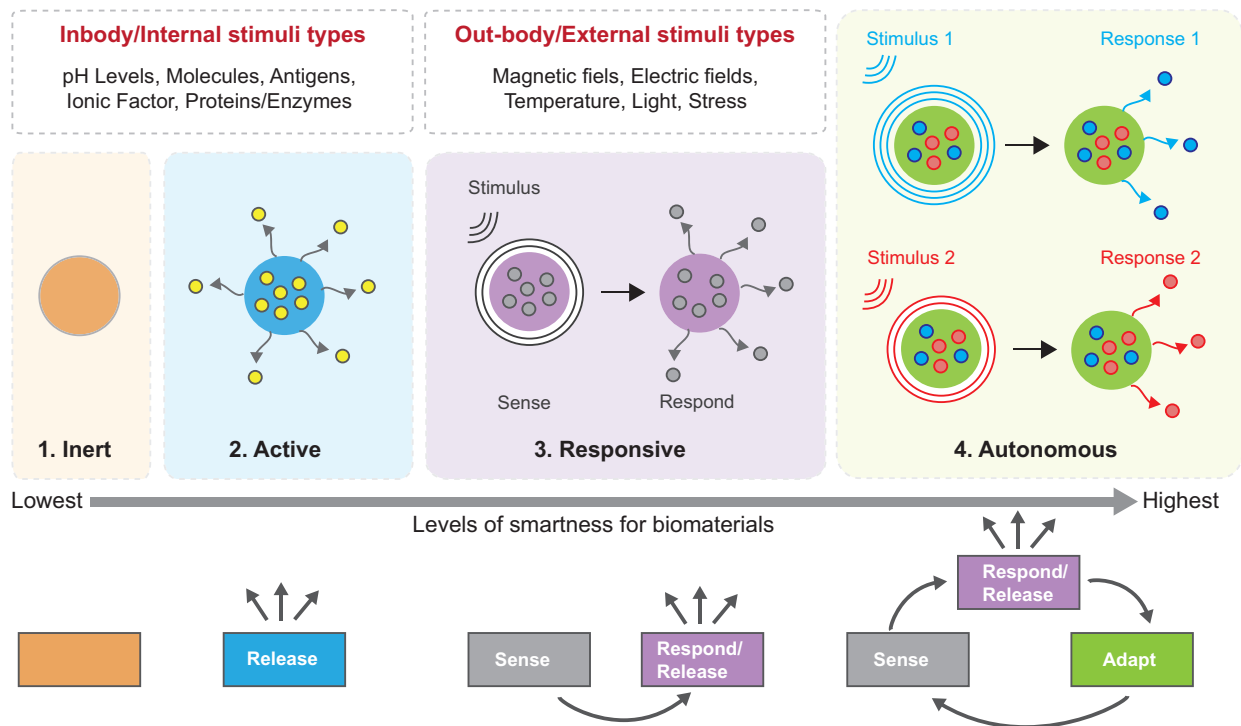 Inbody/Internal stimuli types
pH Levels, Molecules, Antigens,
Ionic Factor, Proteins/Enzymes
Out-body/External stimuli types
Magnetic fiels, Electric fields,
Temperature, Light, Stress
Stimulus 1
Response 1
Stimulus
Stimulus 2
Response 2
Sense
Respond
1. Inert
2. Active
3. Responsive
4. Autonomous
Lowest
Highest
Levels of smartness for biomaterials
Release
Sense
Respond/
Release
Sense
Respond/
Release
Adapt